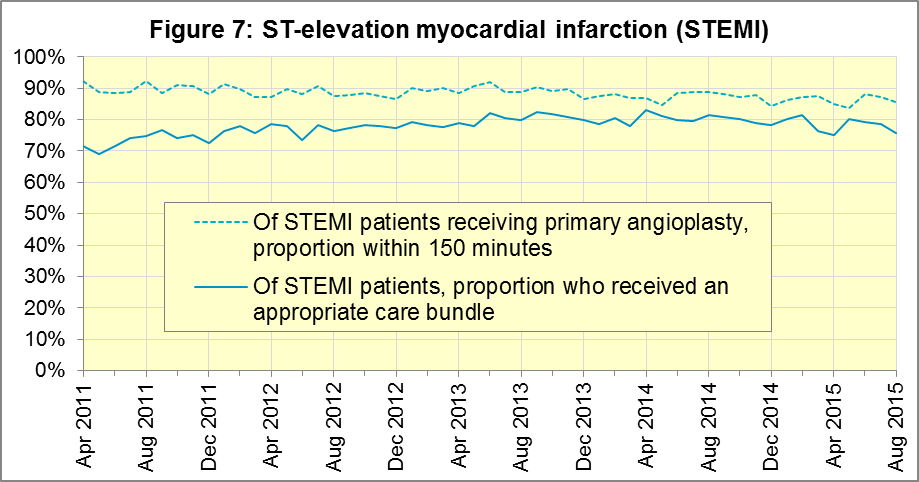 Figure 7: ST-elevation myocardial infarction (STEMI)
100%
90%
80%
70%
60%
50%
40%
30%
20%
10%
0%
Of STEMI patients receiving primary angioplasty,
proportion within 150 minutes
Of STEMI patients, proportion who received an
appropriate care bundle
Apr 2011
Aug 2011
Dec 2011
Apr 2012
Aug 2012
Dec 2012
Apr 2013
Aug 2013
Dec 2013
Apr 2014
Aug 2014
Dec 2014
Apr 2015
Aug 2015